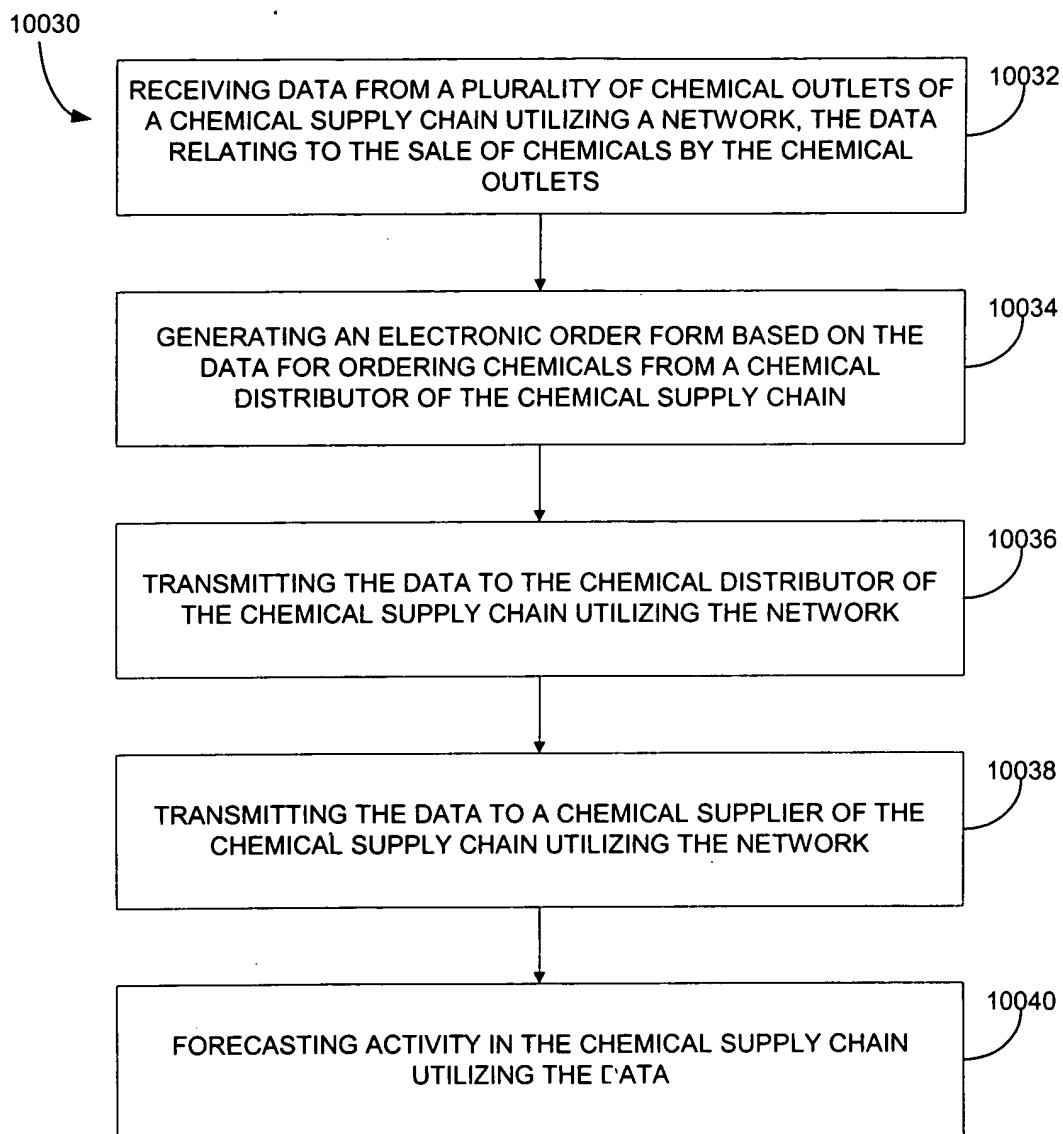 10030
RECEIVING DATA FROM A PLURALITY OF CHEMICAL OUTLETS OF
A CHEMICAL SUPPLY CHAIN UTILIZING A NETWORK, THE DATA
RELATING TO THE SALE OF CHEMICALS BY THE CHEMICAL
OUTLETS
10032
GENERATING AN ELECTRONIC ORDER FORM BASED ON THE
DATA FOR ORDERING CHEMICALS FROM A CHEMICAL
DISTRIBUTOR OF THE CHEMICAL SUPPLY CHAIN
10034
TRANSMITTING THE DATA TO THE CHEMICAL DISTRIBUTOR OF
THE CHEMICAL SUPPLY CHAIN UTILIZING THE NETWORK
10036
TRANSMITTING THE DATA TO A CHEMICAL SUPPLIER OF THE
CHEMICAL SUPPLY CHAIN UTILIZING THE NETWORK
10038
FORECASTING ACTIVITY IN THE CHEMICAL SUPPLY CHAIN
UTILIZING THE DATA
10040